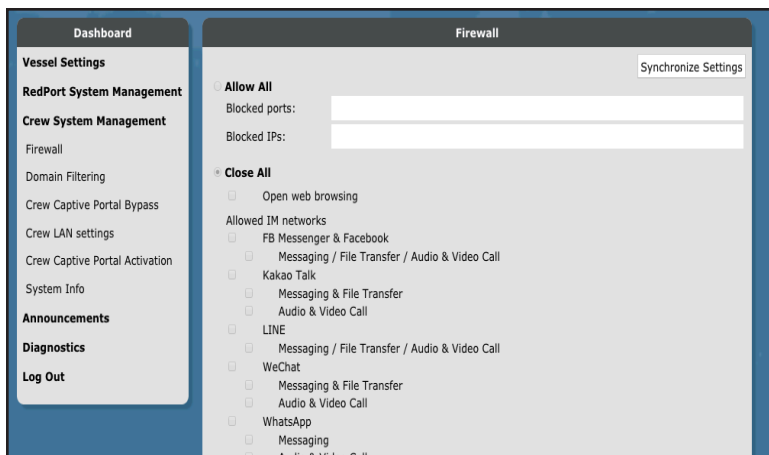 Dashboard
Vessel Settings
RedPort System Management
Crew System Management
Firewall
Domain Filtering
Crew Captive Portal Bypass
Crew LAN settings
Crew Captive Portal Activation
System Info
Announcements
Diagnostics
Log Out
Firewall
Synchronize Settings
Allow All
Blocked ports:
Blocked IPs:
Close All
Open web browsing
Allowed IM networks
FB Messenger & Facebook
Messaging / File Transfer / Audio & Video Call
Kakao Talk
Messaging & File Transfer
Audio & Video Call
LINE
Messaging / File Transfer / Audio & Video Call
WeChat
Messaging & File Transfer
Audio & Video Call
WhatsApp
Messaging
Audio & Video Call